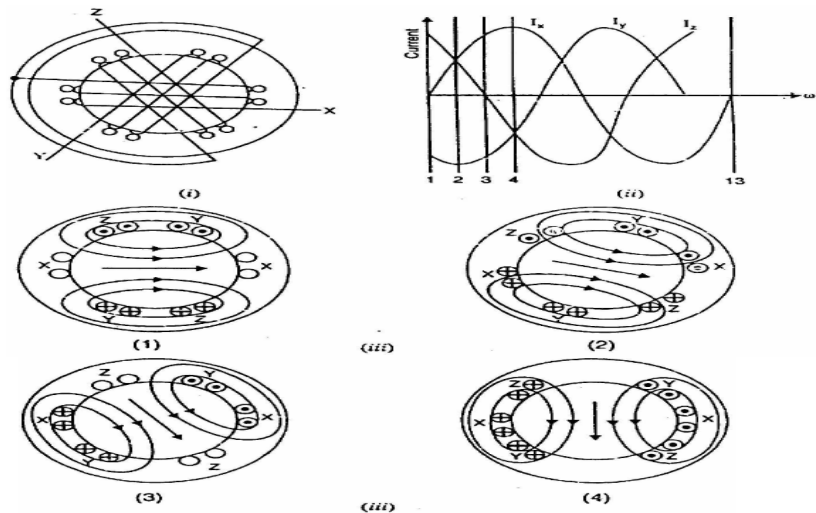 Z
X
Y
(i)
Current
Ix
Iy
Iz
1 2 3 4 13
(ii)
Z Y
X X
Y Z
(1)
Z Y
X X
Y Z
(2)
(iii)
Z Y
X X
Y Z
(3)
Z Y
X X
Y Z
(4)
(iii)